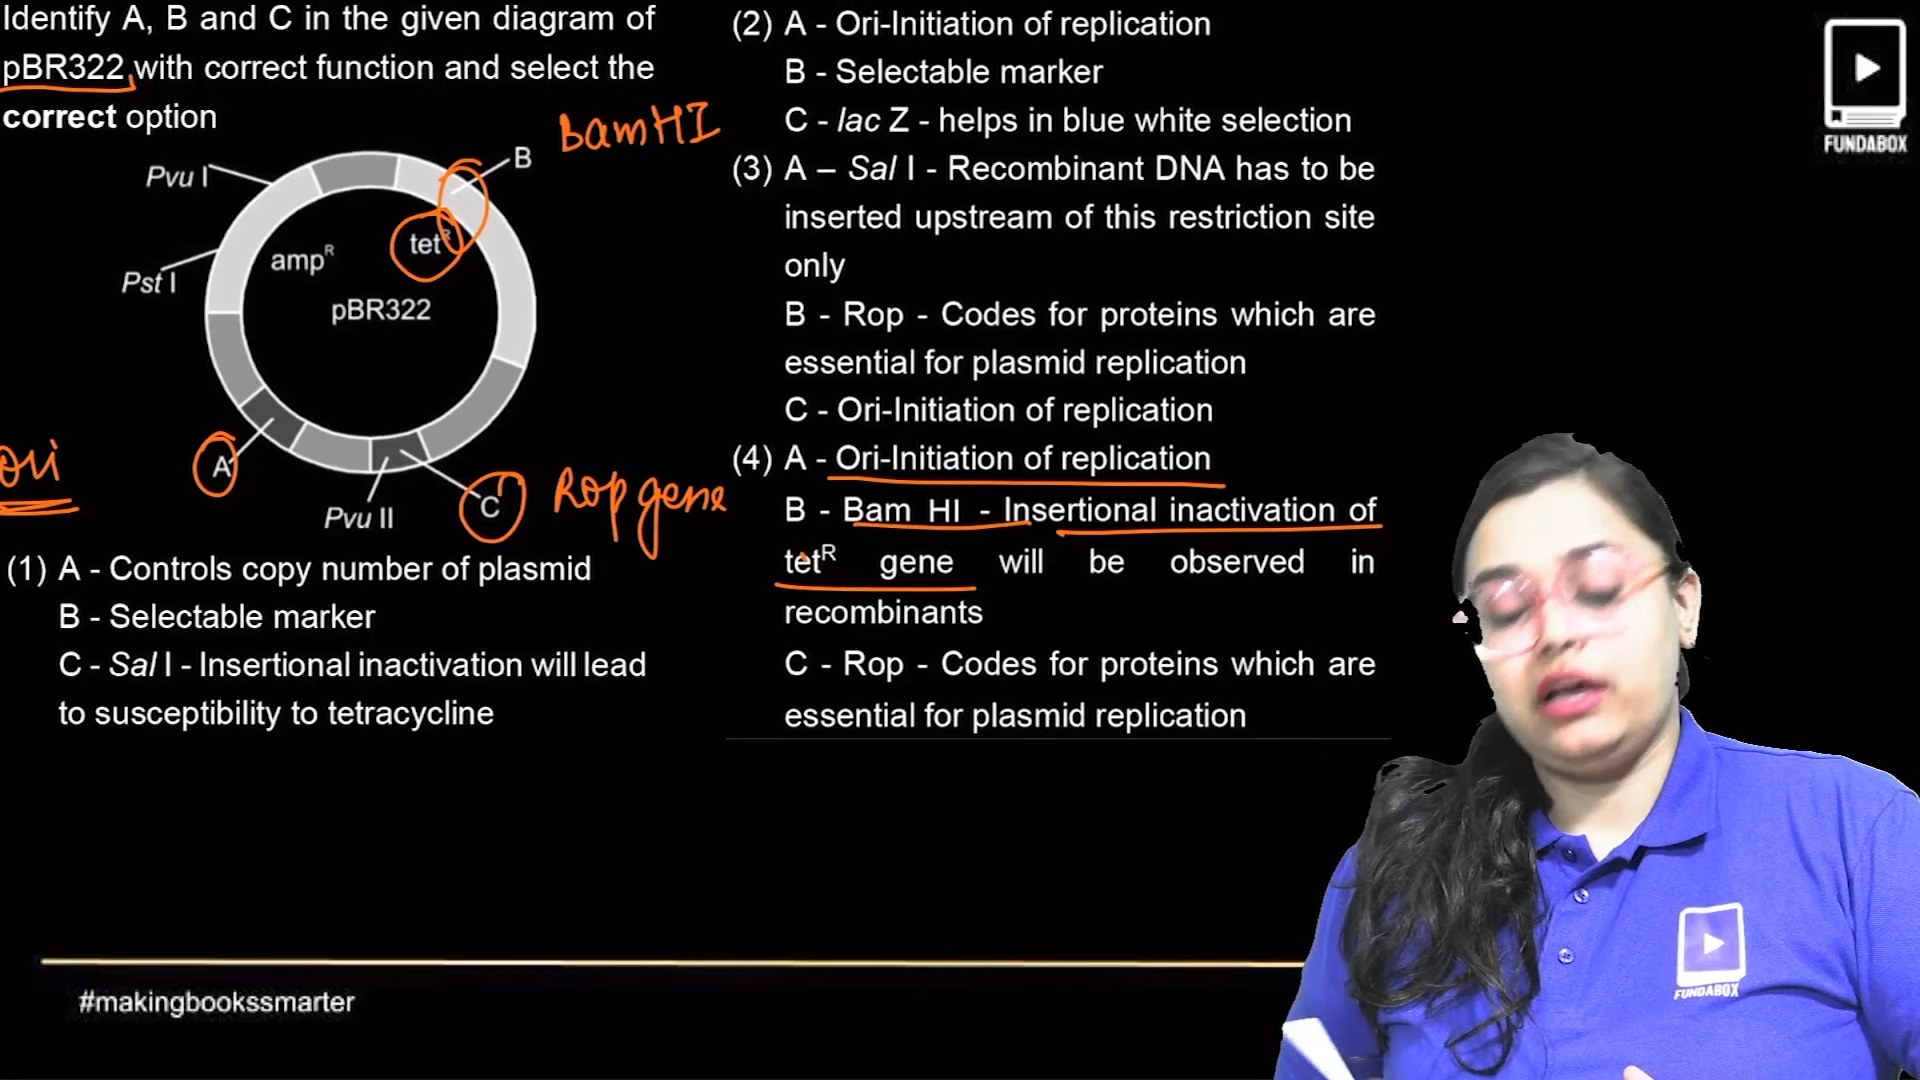 Identify A, B and C in the given diagram of
pBR322 with correct function and select the
correct option
BamHI
B
Pvu I
tetᴿ
ampᴿ
Pst I
pBR322
A
ori
C
Rop gene
Pvu II
(1) A - Controls copy number of plasmid
B - Selectable marker
C - Sal I - Insertional inactivation will lead
to susceptibility to tetracycline
(2) A - Ori-Initiation of replication
B - Selectable marker
C - lac Z - helps in blue white selection
(3) A – Sal I - Recombinant DNA has to be
inserted upstream of this restriction site
only
B - Rop - Codes for proteins which are
essential for plasmid replication
C - Ori-Initiation of replication
(4) A - Ori-Initiation of replication
B - Bam HI - Insertional inactivation of
tetᴿ gene will be observed in
recombinants
C - Rop - Codes for proteins which are
essential for plasmid replication
FUNDABOX
FUNDABOX
#makingbookssmarter